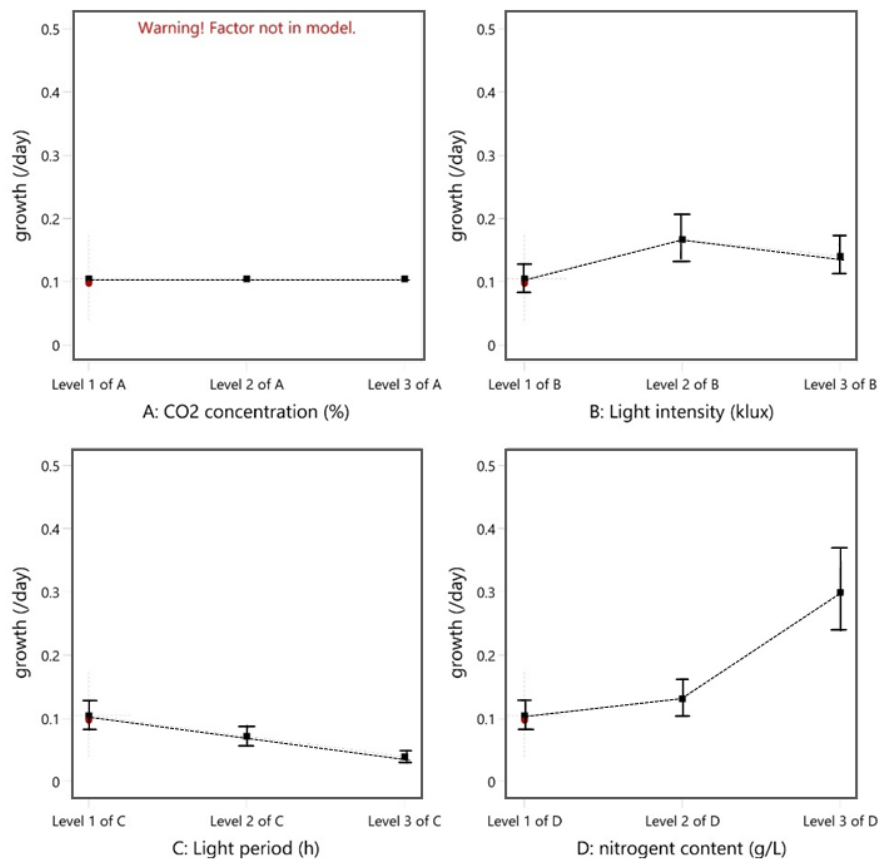 Warning! Factor not in model.
0.5
0.4
0.3
0.2
0.1
0
growth (/day)
Level 1 of A
Level 2 of A
Level 3 of A
A: CO2 concentration (%)
0.5
0.4
0.3
0.2
0.1
0
growth (/day)
Level 1 of B
Level 2 of B
Level 3 of B
B: Light intensity (klux)
0.5
0.4
0.3
0.2
0.1
0
growth (/day)
Level 1 of C
Level 2 of C
Level 3 of C
C: Light period (h)
0.5
0.4
0.3
0.2
0.1
0
growth (/day)
Level 1 of D
Level 2 of D
Level 3 of D
D: nitrogent content (g/L)